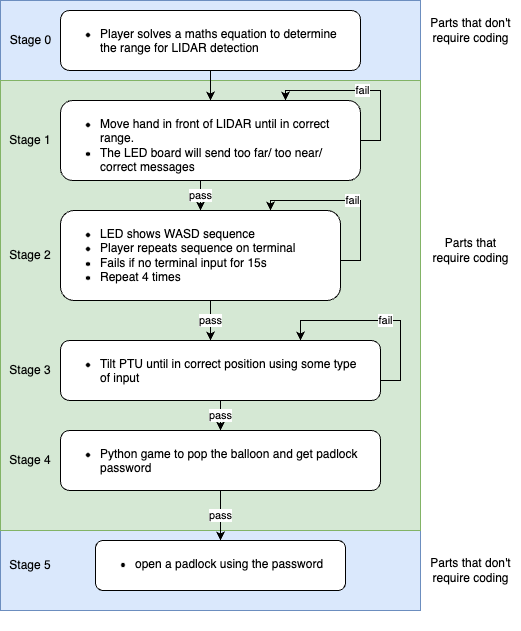 Stage 0
• Player solves a maths equation to determine
the range for LIDAR detection
Parts that don't
require coding
fail
Stage 1
• Move hand in front of LIDAR until in correct
range.
• The LED board will send too far/ too near/
correct messages
pass
fail
Stage 2
• LED shows WASD sequence
• Player repeats sequence on terminal
• Fails if no terminal input for 15s
• Repeat 4 times
Parts that
require coding
pass
fail
Stage 3
• Tilt PTU until in correct position using some type
of input
pass
Stage 4
• Python game to pop the balloon and get padlock
password
pass
Stage 5
• open a padlock using the password
Parts that don't
require coding